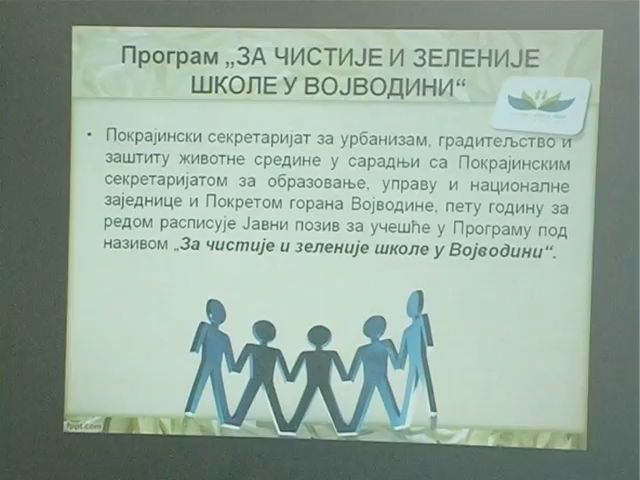 Програм „ЗА ЧИСТИЈЕ И ЗЕЛЕНИЈЕ
ШКОЛЕ У ВОЈВОДИНИ“
• Покрајински секретаријат за урбанизам, градитељство и
заштиту животне средине у сарадњи са Покрајинским
секретаријатом за образовање, управу и националне
заједнице и Покретом горана Војводине, пету годину за
редом расписује Јавни позив за учешће у Програму под
називом „За чистије и зеленије школе у Војводини“.
fppt.com